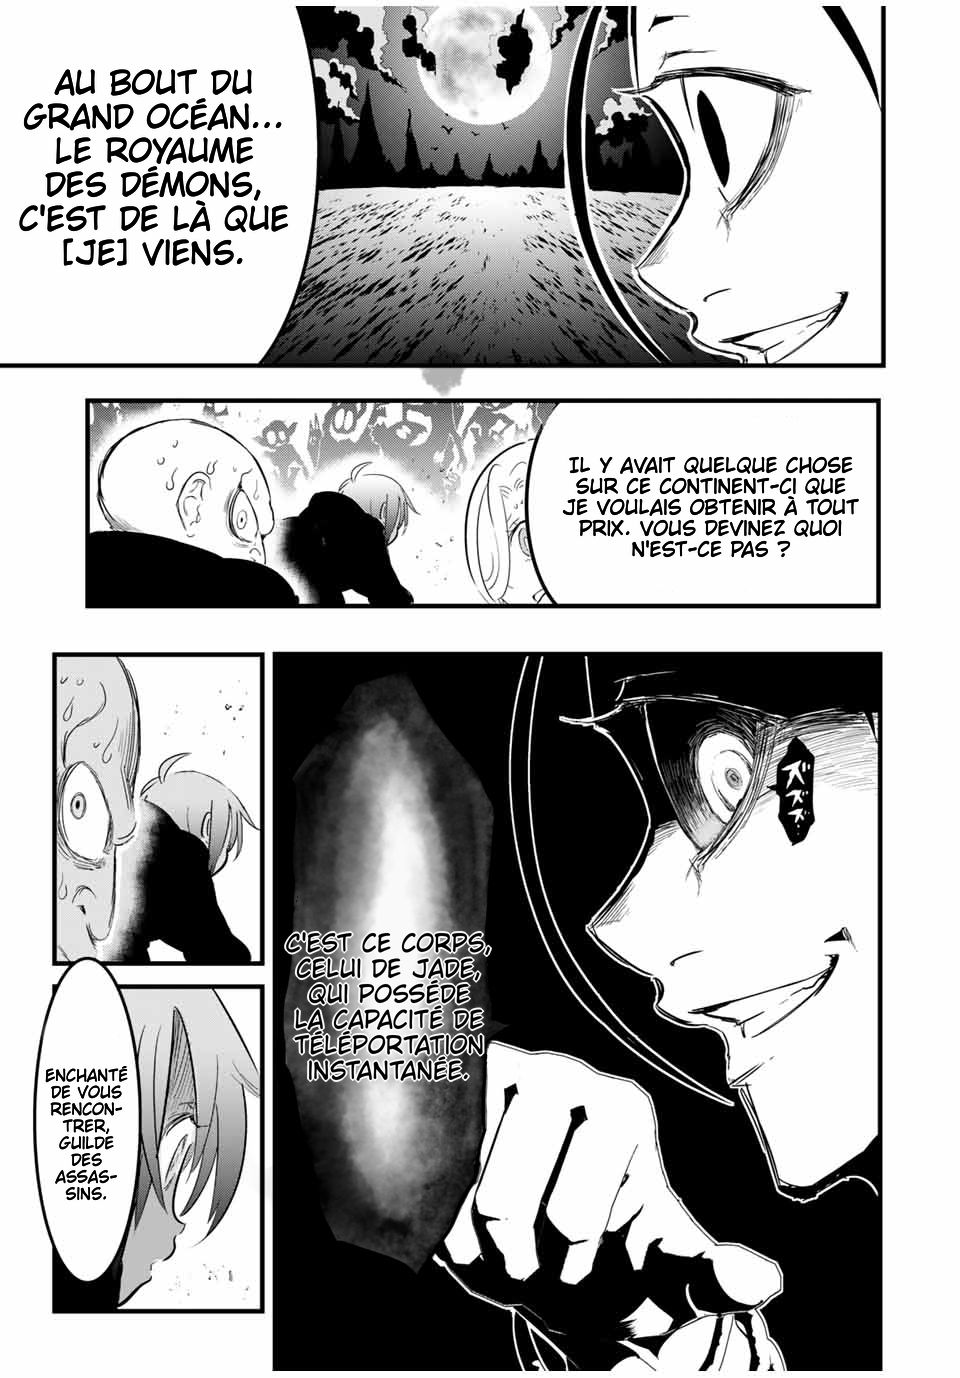 AU BOUT DU
GRAND OCÉAN...
LE ROYAUME
DES DÉMONS,
C'EST DE LÀ QUE
[JE] VIENS.
IL Y AVAIT QUELQUE CHOSE
SUR CE CONTINENT-CI QUE
JE VOULAIS OBTENIR À TOUT
PRIX. VOUS DEVINEZ QUOI
N'EST-CE PAS ?
ズズズ..
C'EST CE CORPS,
CELUI DE JADE,
QUI POSSÉDE
LA CAPACITÉ DE
TÉLÉPORTATION
INSTANTANÉE.
ENCHANTÉ
DE VOUS
RENCON-
TRER,
GUILDE
DES
ASSAS-
SINS.